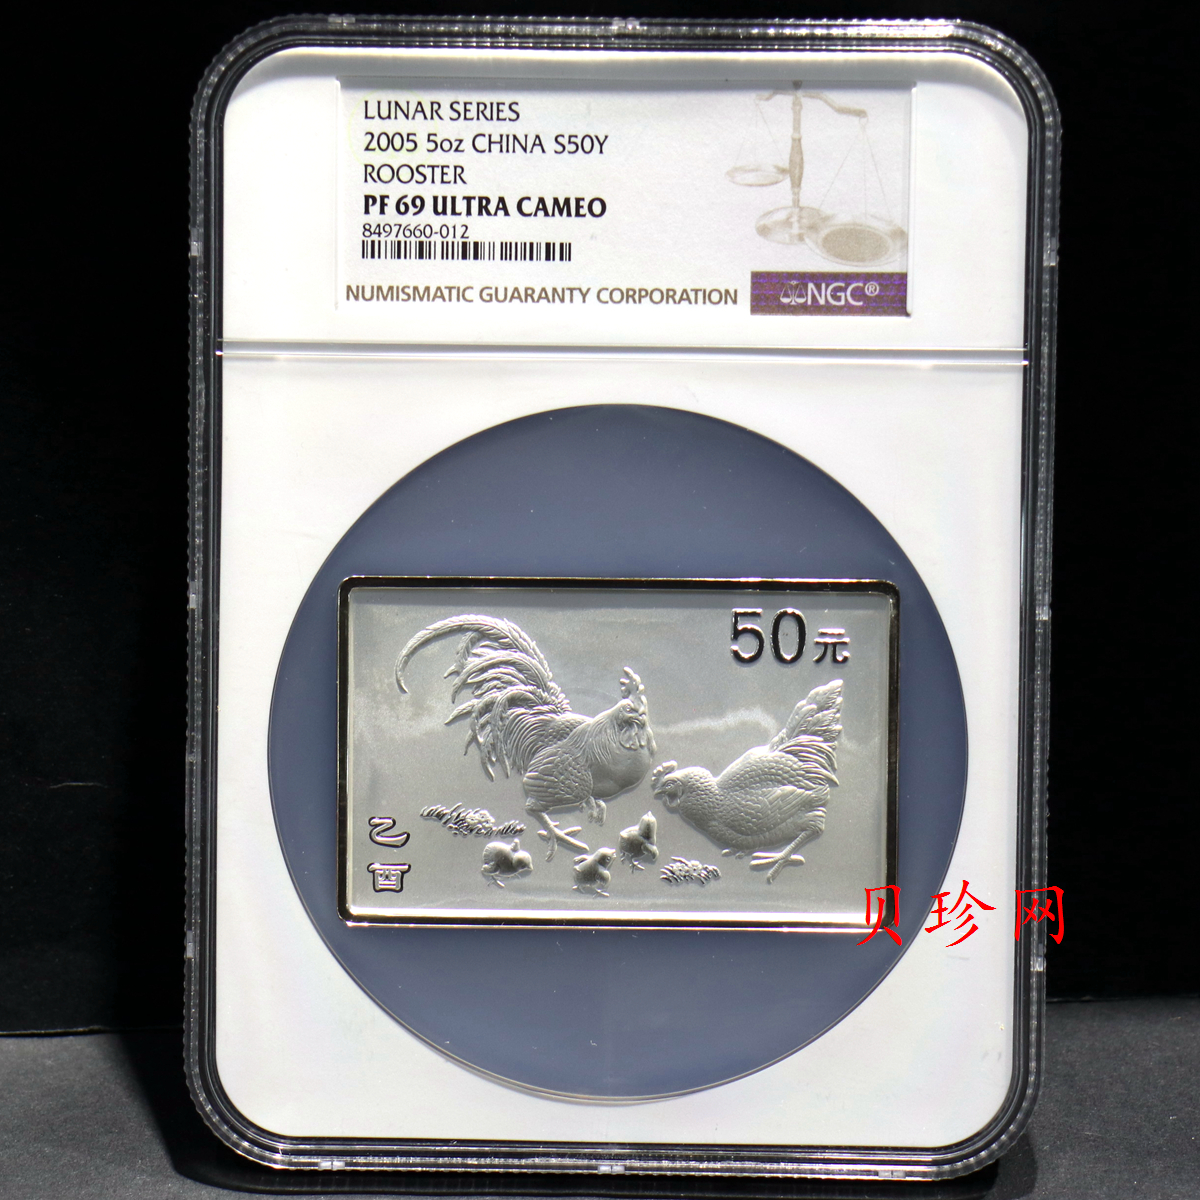 LUNAR SERIES
2005 5oz CHINA S50Y
ROOSTER
PF 69 ULTRA CAMEO
8497660-012
NUMISMATIC GUARANTY CORPORATION
NGC®
50元
乙酉
贝珍网